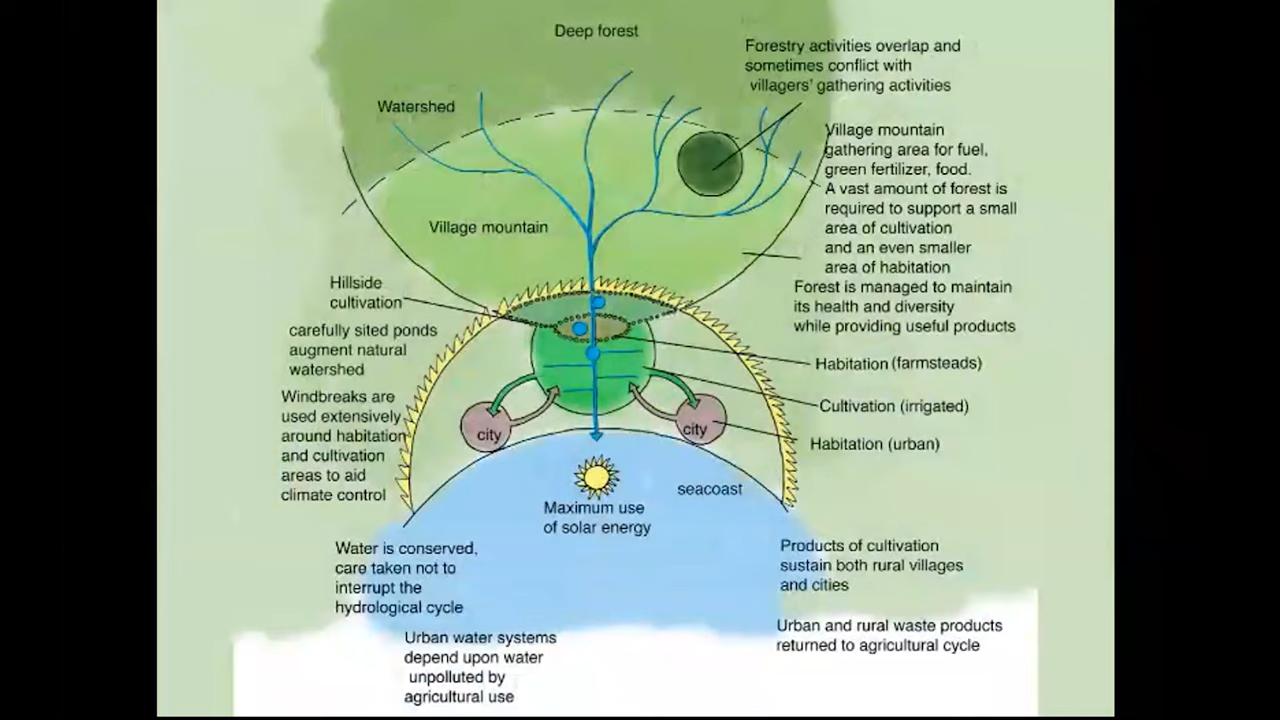 Deep forest
Forestry activities overlap and
sometimes conflict with
villagers' gathering activities
Watershed
Village mountain
gathering area for fuel,
green fertilizer, food.
A vast amount of forest is
required to support a small
area of cultivation
and an even smaller
area of habitation
Village mountain
Hillside
cultivation
Forest is managed to maintain
its health and diversity
while providing useful products
carefully sited ponds
augment natural
watershed
Habitation (farmsteads)
Windbreaks are
used extensively
around habitation
and cultivation
areas to aid
climate control
Cultivation (irrigated)
city
city
Habitation (urban)
seacoast
Maximum use
of solar energy
Water is conserved,
care taken not to
interrupt the
hydrological cycle
Products of cultivation
sustain both rural villages
and cities
Urban water systems
depend upon water
unpolluted by
agricultural use
Urban and rural waste products
returned to agricultural cycle